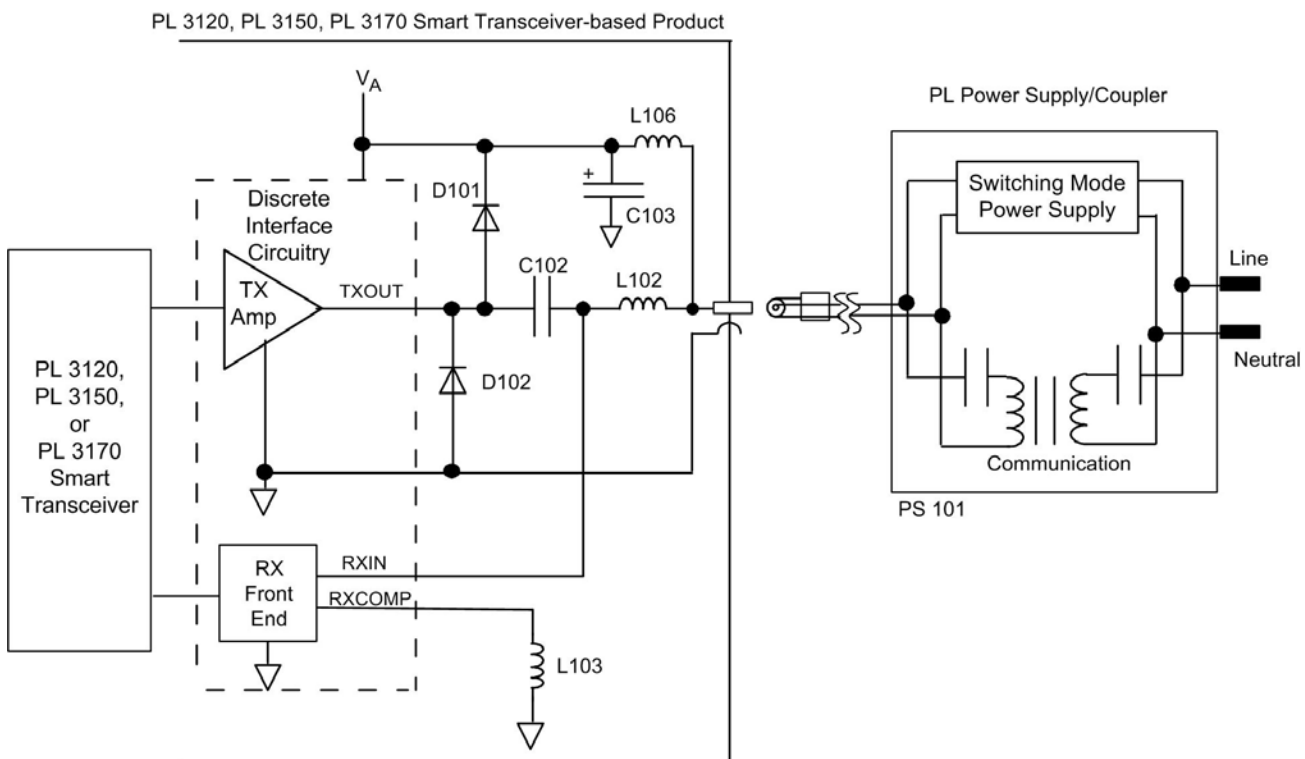 PL 3120, PL 3150, PL 3170 Smart Transceiver-based Product
VA
L106
PL Power Supply/Coupler
D101
+
C103
Discrete
Interface
Circuitry
Switching Mode
Power Supply
TX
Amp
TXOUT
C102
L102
Line
PL 3120,
PL 3150,
or
PL 3170
Smart
Transceiver
D102
Neutral
Communication
PS 101
RX
Front
End
RXIN
RXCOMP
L103